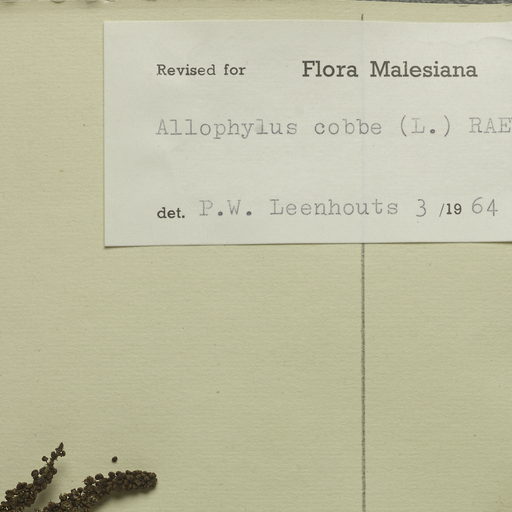 Revised for Flora Malesiana
Allophylus cobbe (L.) RAE
det. P.W. Leenhouts 3 /19 64